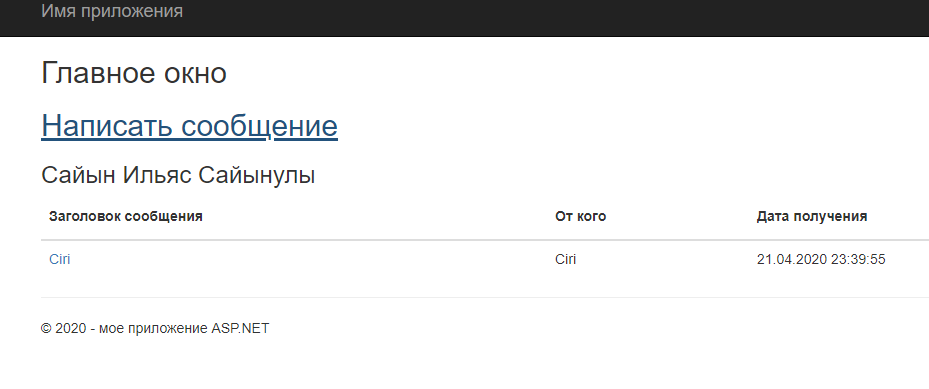 Имя приложения
Главное окно
Написать сообщение
Сайын Ильяс Сайынулы
Заголовок сообщения От кого Дата получения
Ciri Ciri 21.04.2020 23:39:55
© 2020 - мое приложение ASP.NET